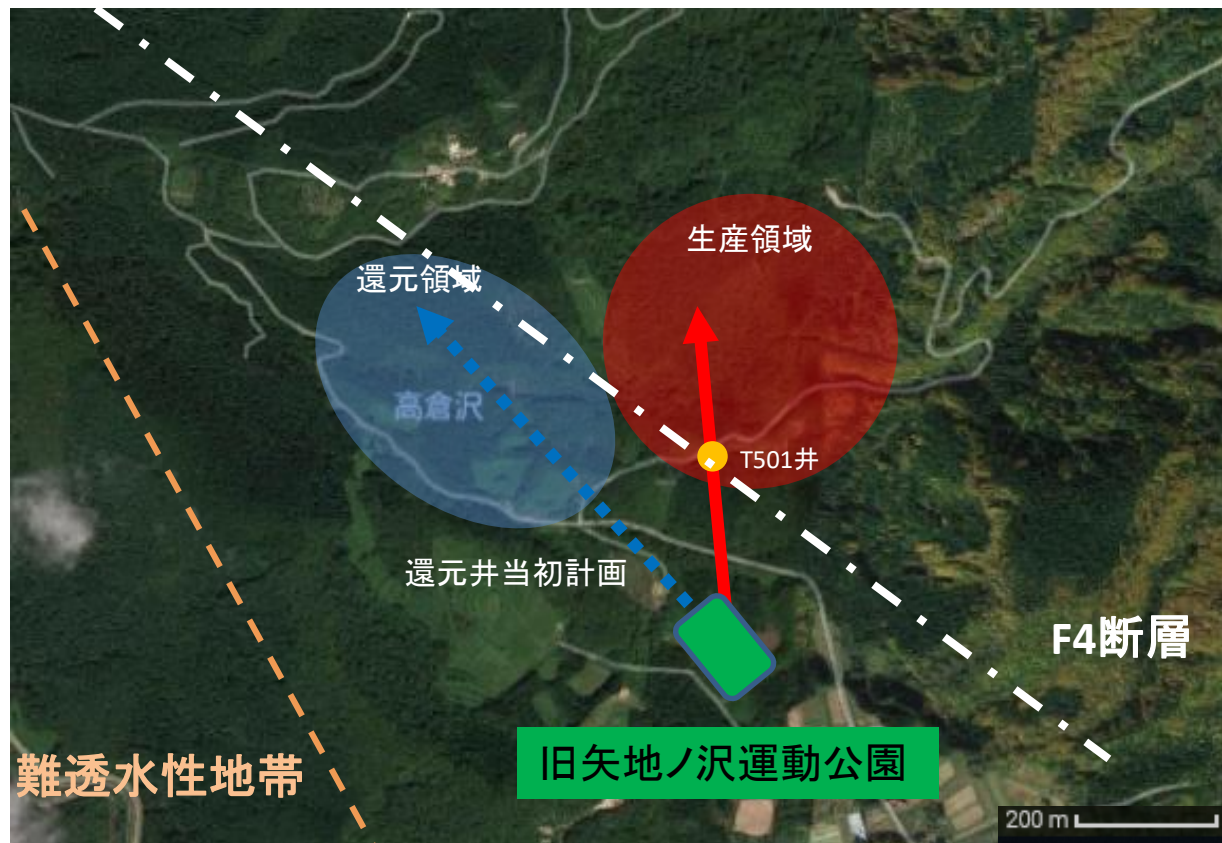 生産領域
還元領域
高倉沢
T501井
還元井当初計画
F4断層
旧矢地ノ沢運動公園
難透水性地帯
200 m